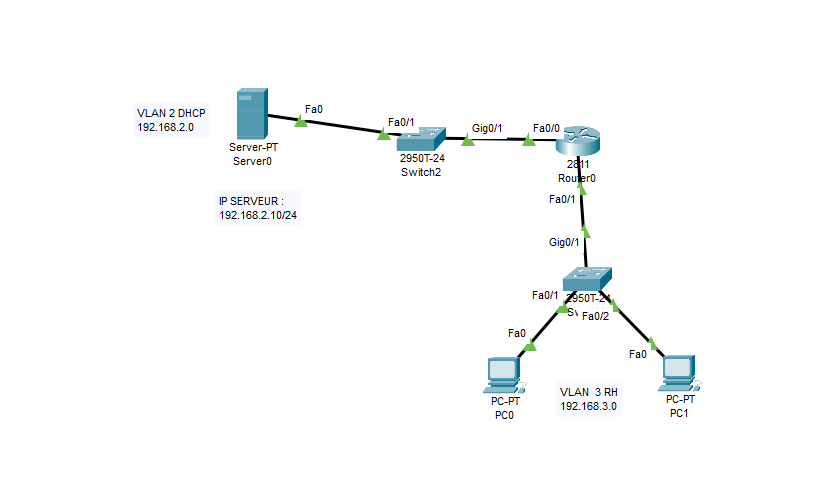 VLAN 2 DHCP
192.168.2.0
Fa0
Server-PT
Server0
Fa0/1
2950T-24
Switch2
Gig0/1
Fa0/0
2811
Router0
IP SERVEUR :
192.168.2.10/24
Fa0/1
Gig0/1
2950T-24
Fa0/1
Fa0/2
Fa0
PC-PT
PC0
VLAN  3 RH
192.168.3.0
Fa0
PC-PT
PC1